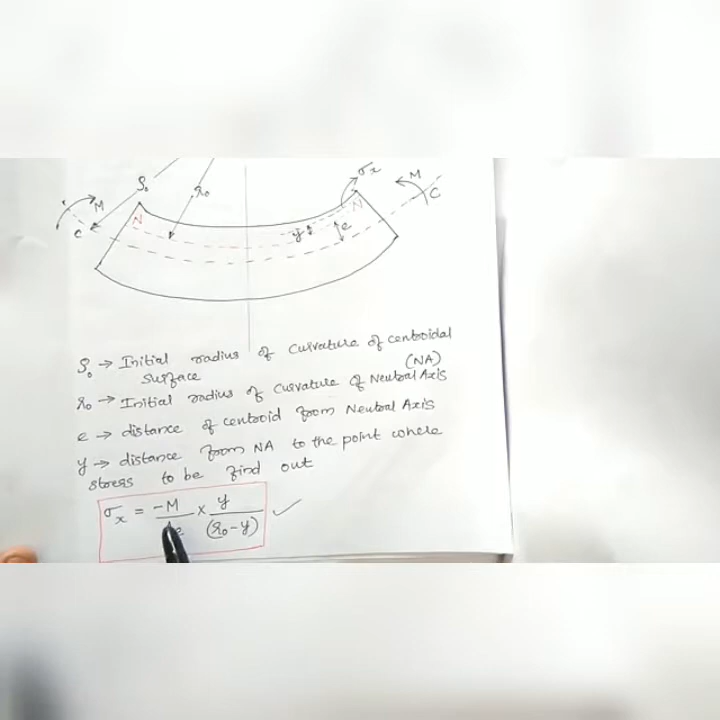 ρ₀ r₀ σx M
M C
C N y e N
ρ₀ → Initial radius of curvature of centroidal
surface (NA)
r₀ → Initial radius of curvature of Neutral Axis
e → distance of centroid from Neutral Axis
y → distance from NA to the point where
stress to be find out
σx = -M/ e × y/(r₀-y) ✓